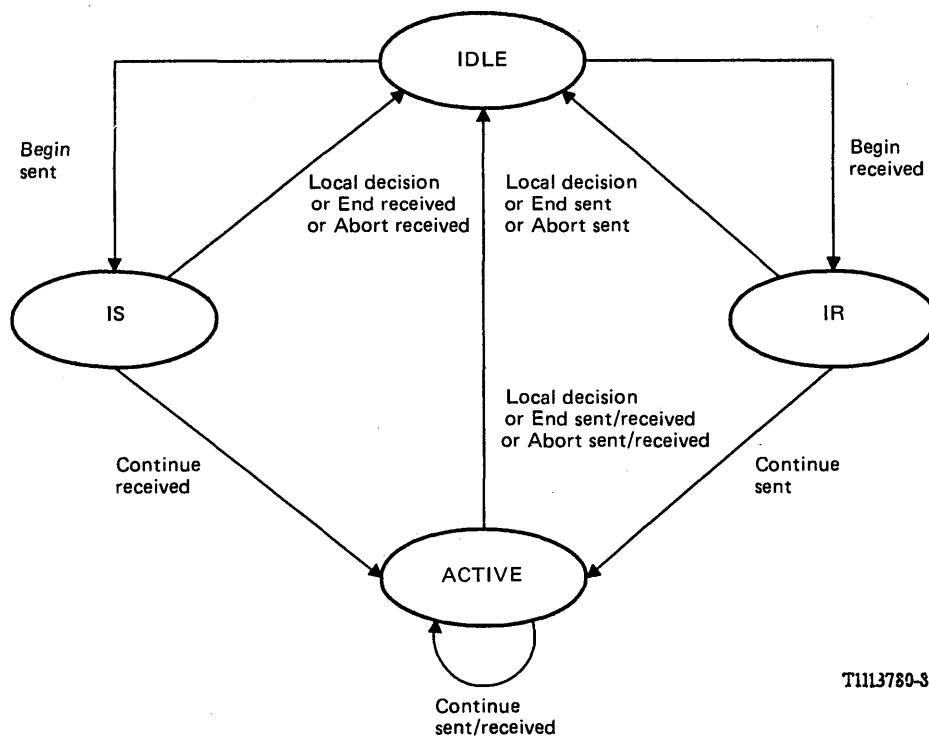 IDLE
Begin
sent
Local decision
or End received
or Abort received
Local decision
or End sent
or Abort sent
Begin
received
IS
IR
Local decision
or End sent/received
or Abort sent/received
Continue
received
Continue
sent
ACTIVE
Continue
sent/received
T1113780-8